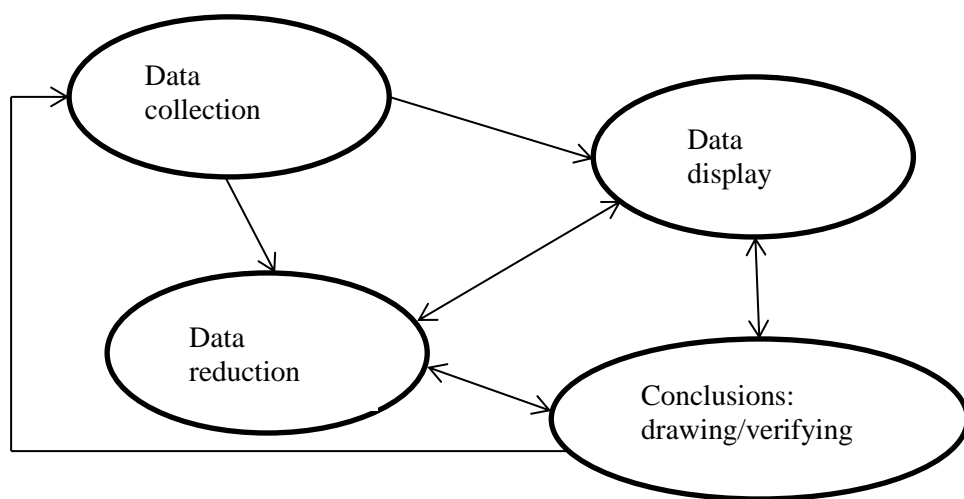 Data
collection
Data
display
Data
reduction
Conclusions:
drawing/verifying